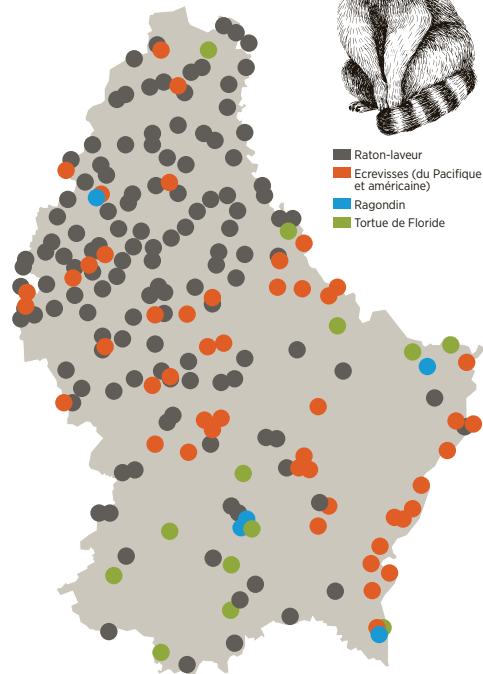 Raton-laveur
Ecrevisses (du Pacifique
et américaine)
Ragondin
Tortue de Floride